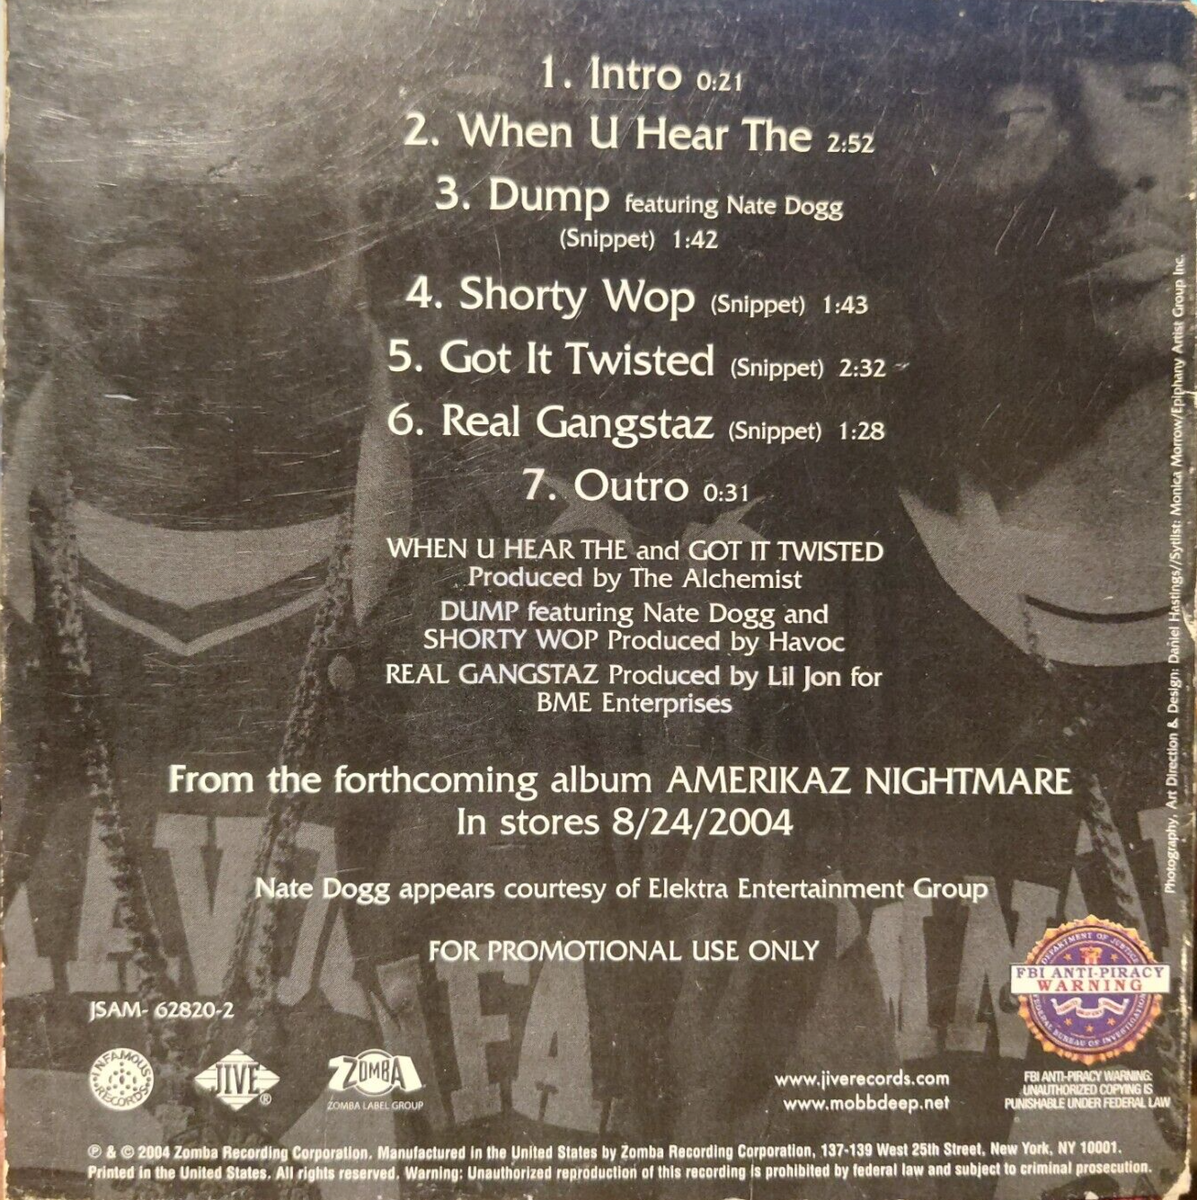 1. Intro 0:21
2. When U Hear The 2:52
3. Dump featuring Nate Dogg
(Snippet) 1:42
4. Shorty Wop (Snippet) 1:43
5. Got It Twisted (Snippet) 2:32
6. Real Gangstaz (Snippet) 1:28
7. Outro 0:31
WHEN U HEAR THE and GOT IT TWISTED
Produced by The Alchemist
DUMP featuring Nate Dogg and
SHORTY WOP Produced by Havoc
REAL GANGSTAZ Produced by Lil Jon for
BME Enterprises
From the forthcoming album AMERIKAZ NIGHTMARE
In stores 8/24/2004
Nate Dogg appears courtesy of Elektra Entertainment Group
FOR PROMOTIONAL USE ONLY
Photography, Art Direction & Design: Daniel Hastings//Sytlist: Monica Morrow/Epiphany Artist Group Inc.
JSAM- 62820-2
INFAMOUS
RECORDS
JIVE
®
ZOMBA
ZOMBA LABEL GROUP
www.jiverecords.com
www.mobbdeep.net
DEPARTMENT OF JUSTICE
FBI ANTI-PIRACY
WARNING
FEDERAL BUREAU OF INVESTIGATION
FBI ANTI-PIRACY WARNING:
UNAUTHORIZED COPYING IS
PUNISHABLE UNDER FEDERAL LAW
℗ & © 2004 Zomba Recording Corporation. Manufactured in the United States by Zomba Recording Corporation, 137-139 West 25th Street, New York, NY 10001.
Printed in the United States. All rights reserved. Warning: Unauthorized reproduction of this recording is prohibited by federal law and subject to criminal prosecution.